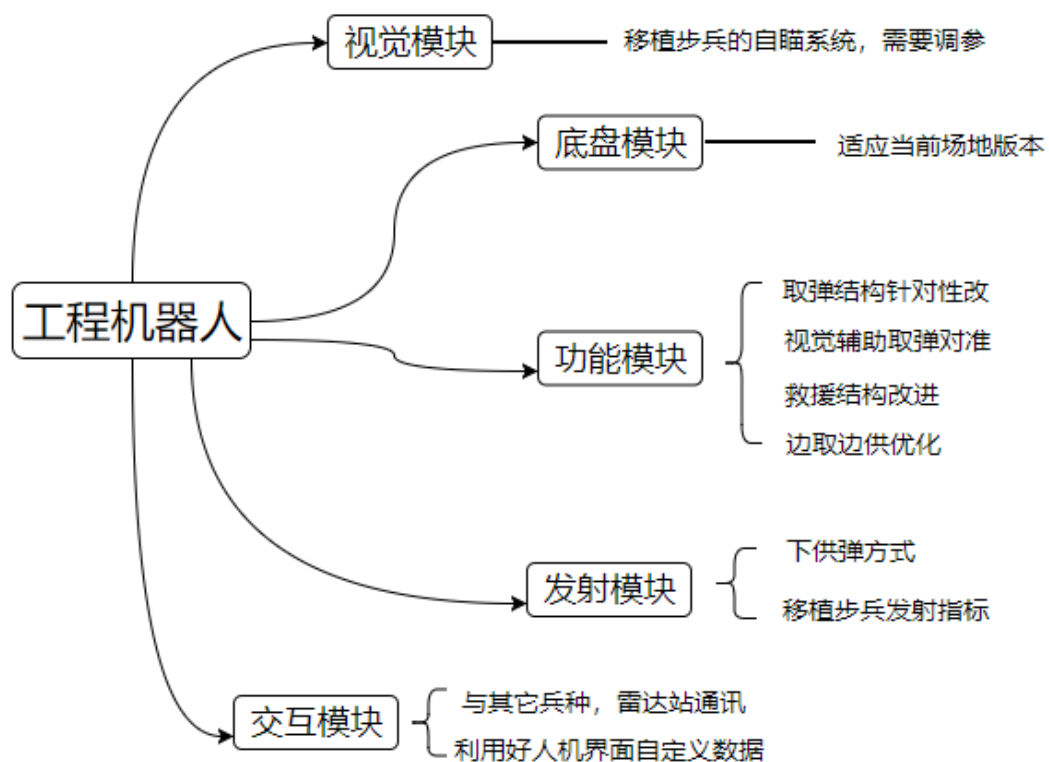 视觉模块
移植步兵的自瞄系统，需要调参
底盘模块
适应当前场地版本
工程机器人
功能模块
取弹结构针对性改
视觉辅助取弹对准
救援结构改进
边取边供优化
发射模块
下供弹方式
移植步兵发射指标
交互模块
与其它兵种，雷达站通讯
利用好人机界面自定义数据